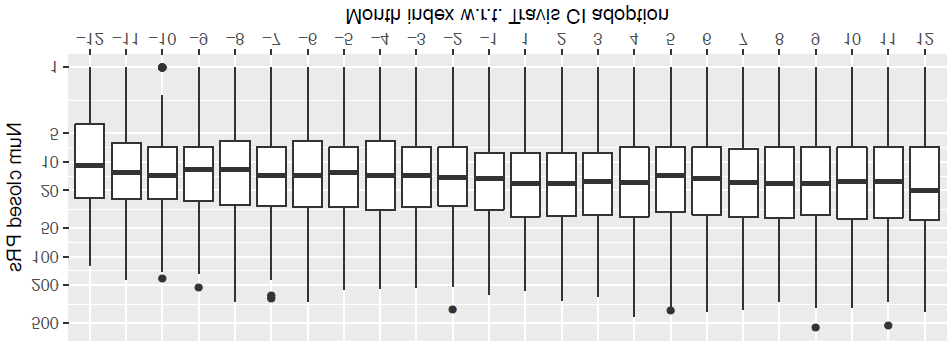 Month index w.r.t. Travis CI adoption
−12 −11 −10 −9 −8 −7 −6 −5 −4 −3 −2 −1 1 2 3 4 5 6 7 8 9 10 11 12
1
5
10
20
50
100
200
500
Num closed PRs